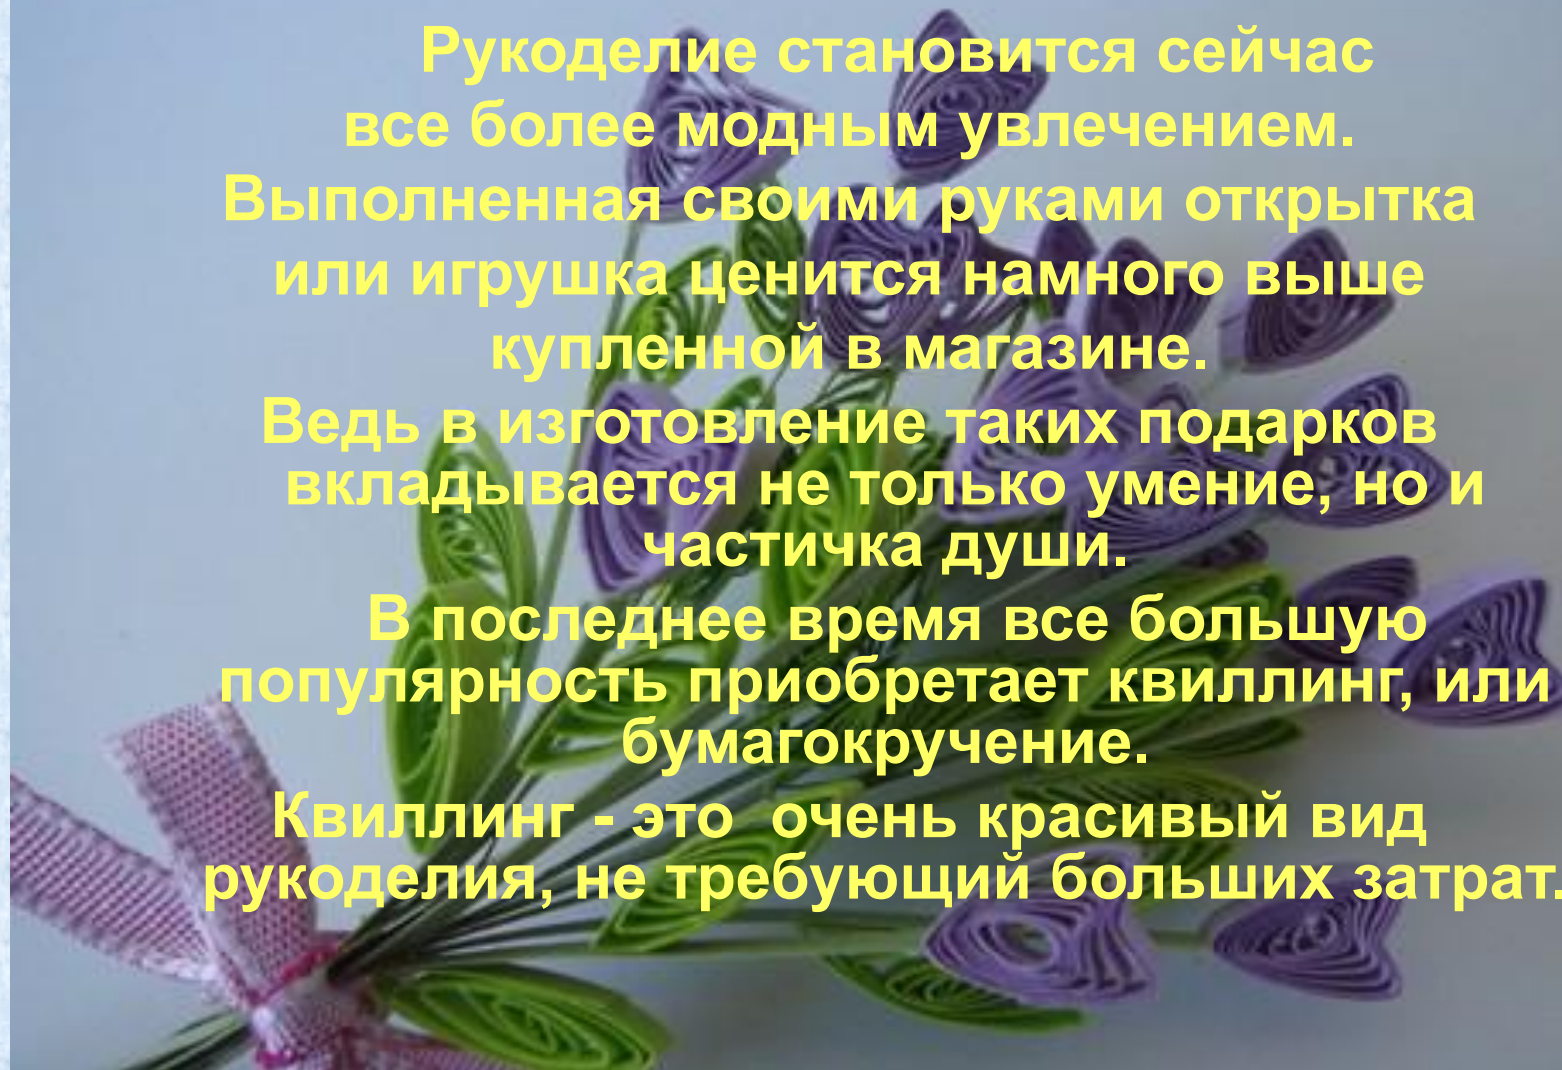 Рукоделие становится сейчас
все более модным увлечением.
Выполненная своими руками открытка
или игрушка ценится намного выше
купленной в магазине.
Ведь в изготовление таких подарков
вкладывается не только умение, но и
частичка души.
В последнее время все большую
популярность приобретает квиллинг, или
бумагокручение.
Квиллинг - это  очень красивый вид
рукоделия, не требующий больших затрат.